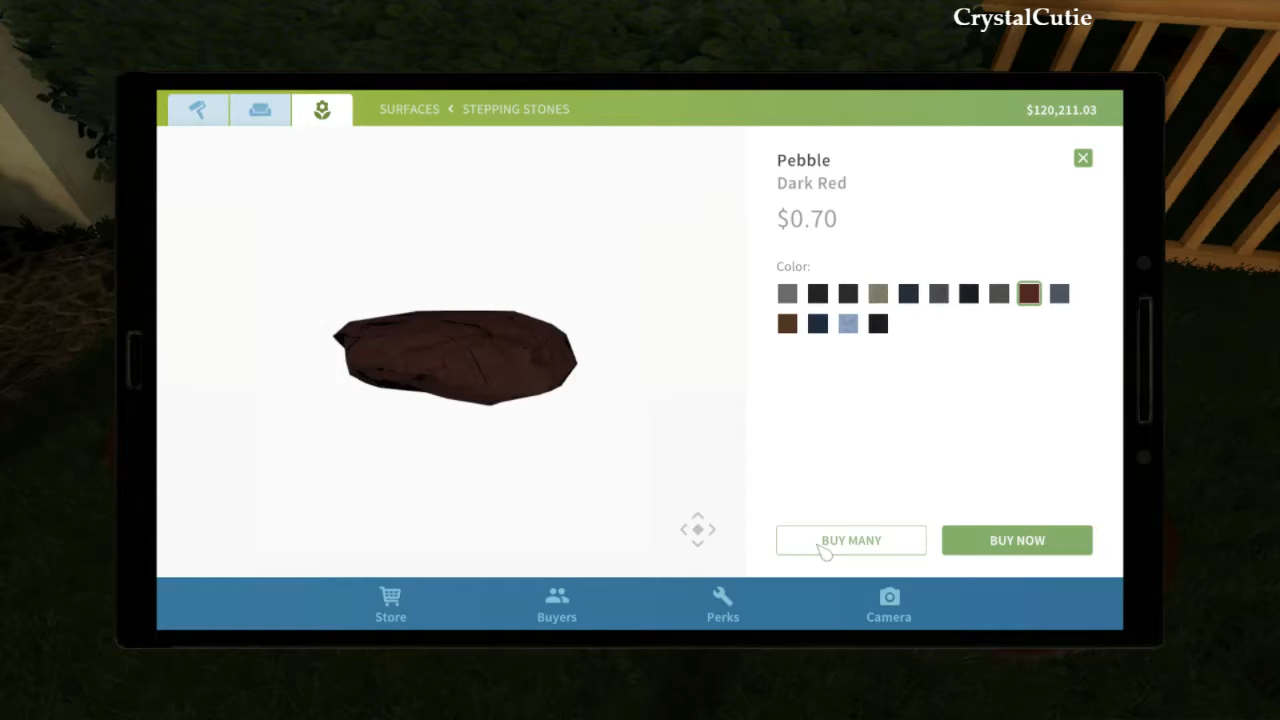 CrystalCutie
SURFACES < STEPPING STONES
$120,211.03
Pebble
Dark Red
$0.70
Color:
BUY MANY
BUY NOW
Store
Buyers
Perks
Camera